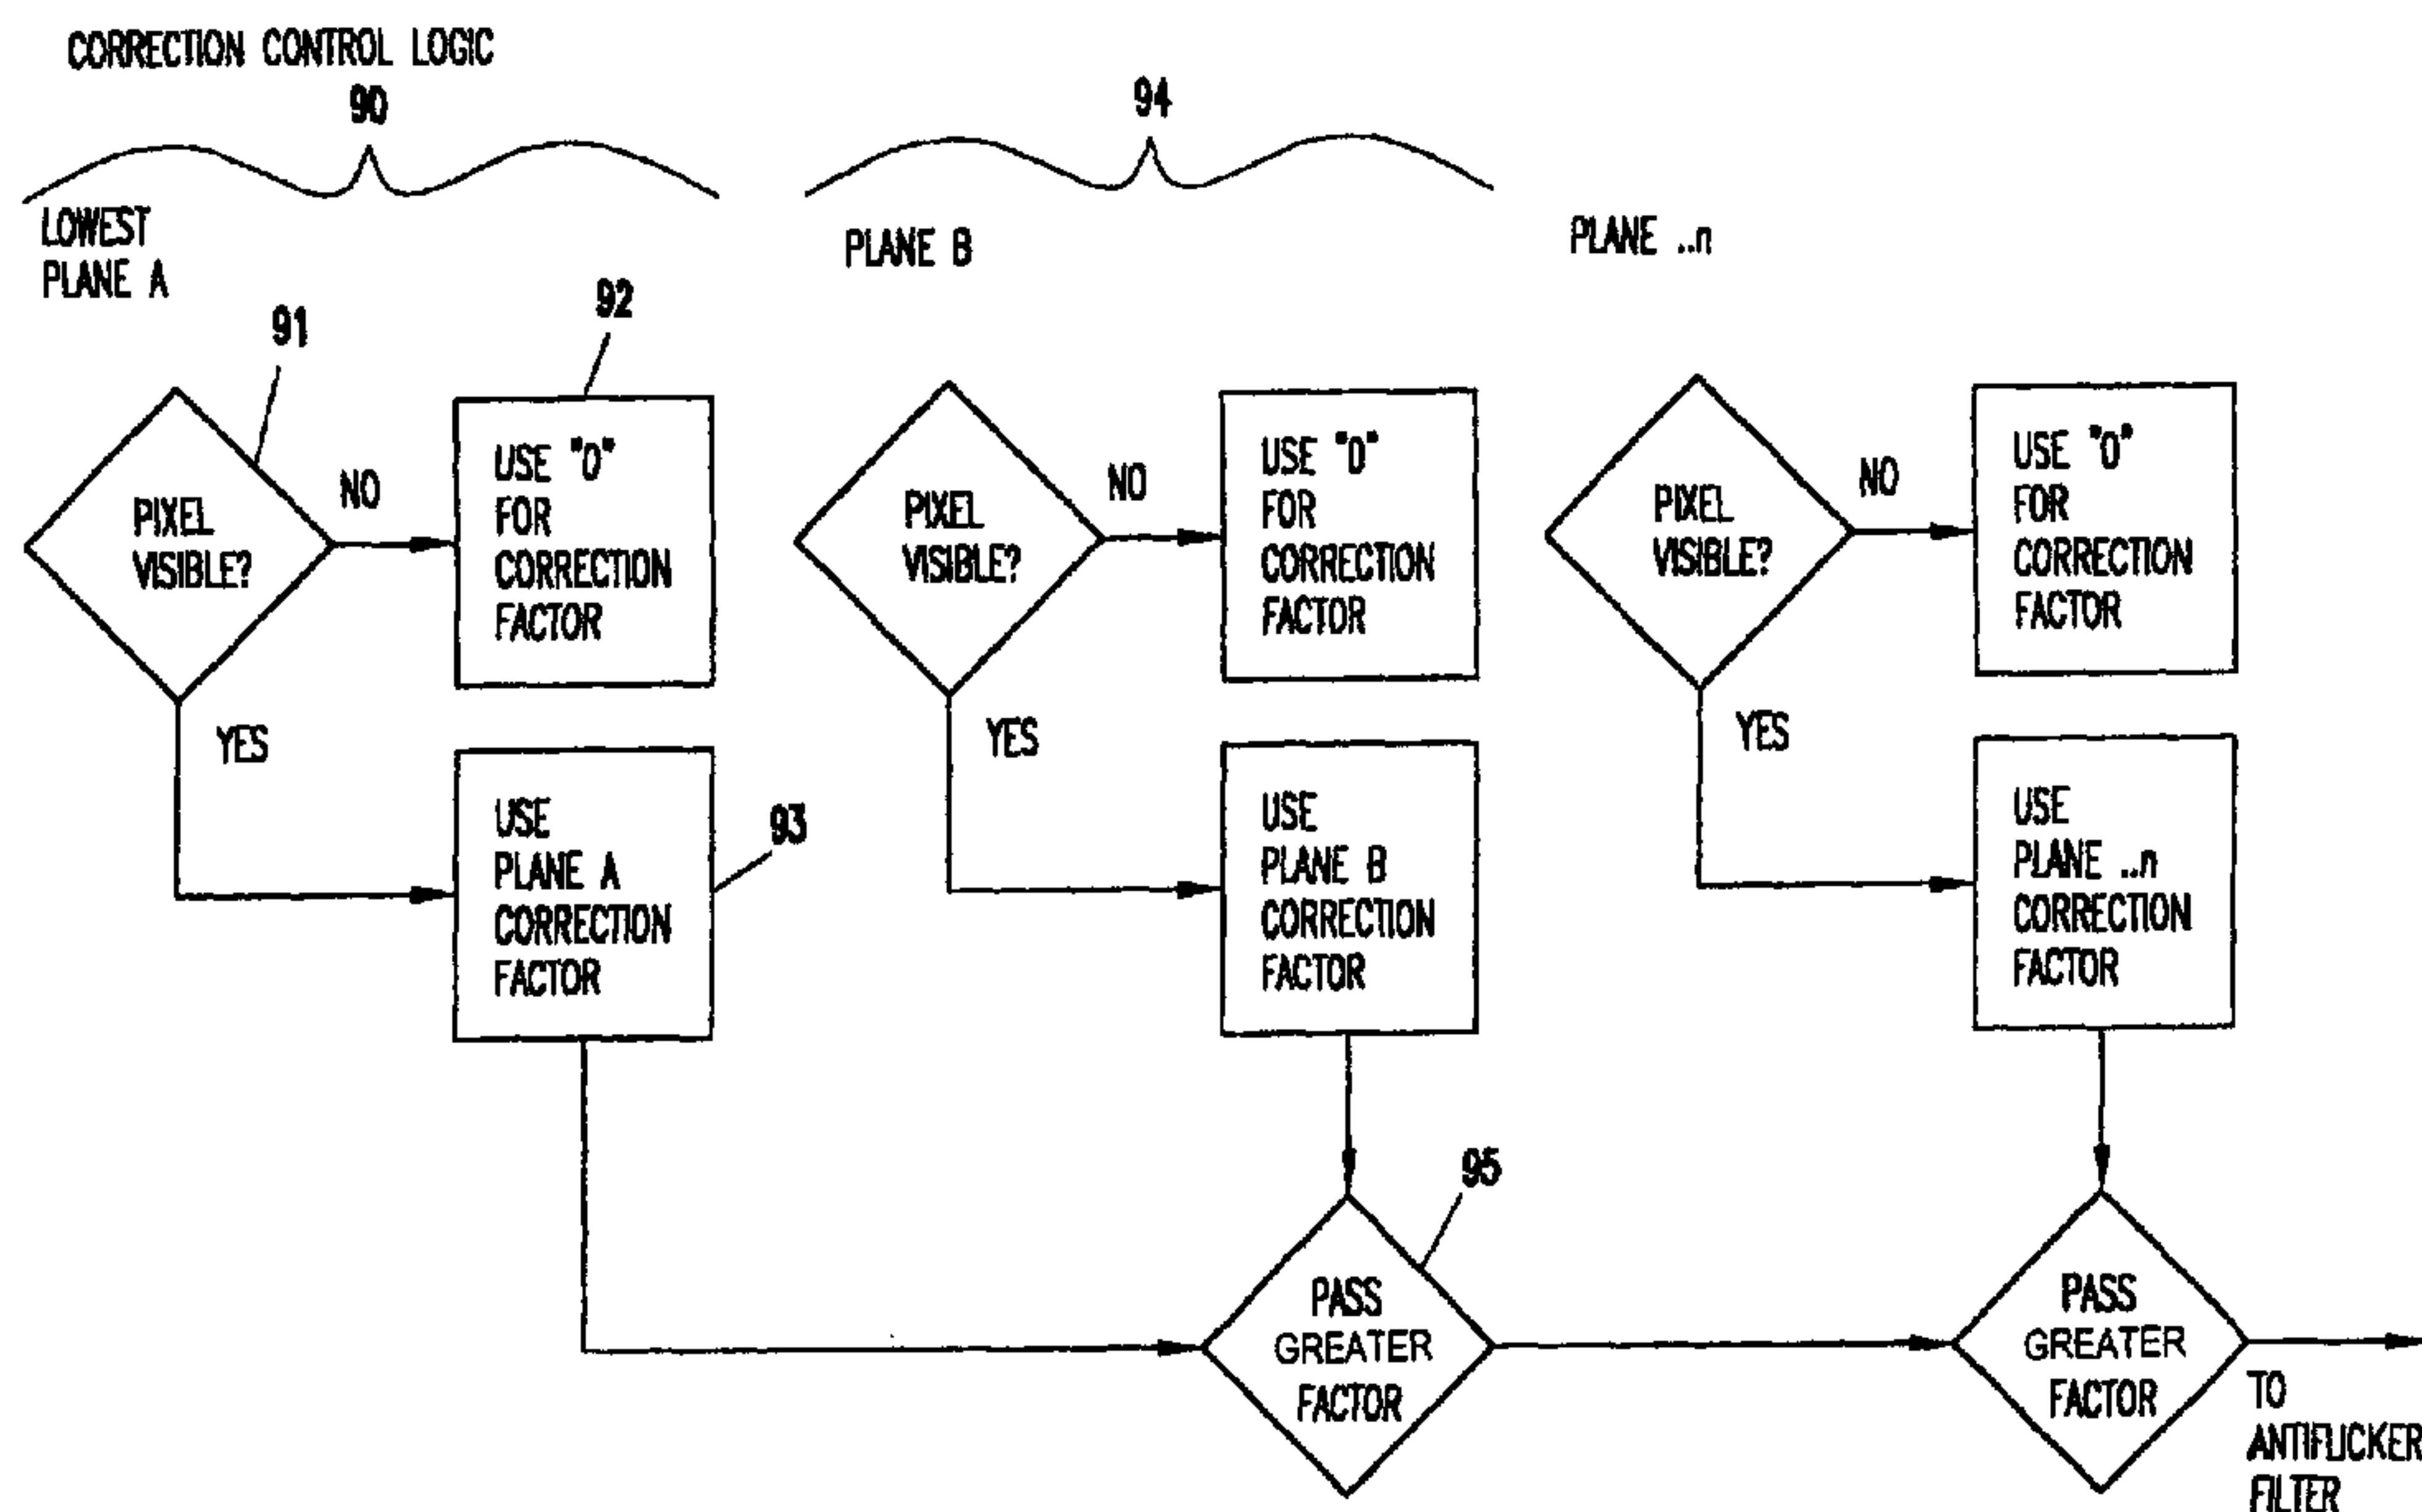 CORRECTION CONTROL LOGIC
90
94
LOWEST
PLANE A
PLANE B
PLANE ..n
91
92
PIXEL
VISIBLE?
NO
USE "0"
FOR
CORRECTION
FACTOR
PIXEL
VISIBLE?
NO
USE "0"
FOR
CORRECTION
FACTOR
PIXEL
VISIBLE?
NO
USE "0"
FOR
CORRECTION
FACTOR
YES
USE
PLANE A
CORRECTION
FACTOR
93
YES
USE
PLANE B
CORRECTION
FACTOR
YES
USE
PLANE ..n
CORRECTION
FACTOR
95
PASS
GREATER
FACTOR
PASS
GREATER
FACTOR
TO
ANTIFLICKER
FILTER